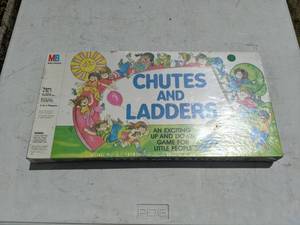 MB
CHUTES
AND
LADDERS
AN EXCITING
UP AND DOWN
GAME FOR
LITTLE PEOPLE